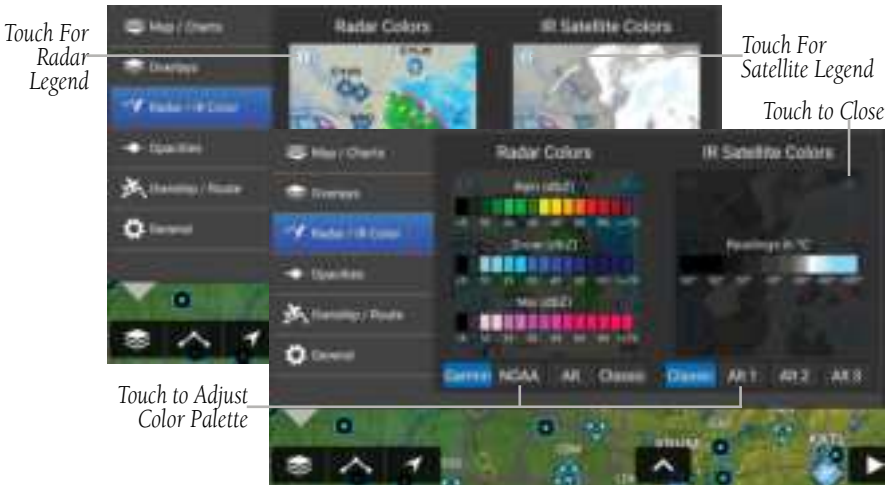 Touch For
Radar
Legend
Touch For
Satellite Legend
Touch to Close
Touch to Adjust
Color Palette
Map / Charts
Overlays
Radar / IR Color
Opacities
Ownship / Route
General
Radar Colors
IR Satellite Colors
Map / Charts
Overlays
Radar / IR Color
Opacities
Ownship / Route
General
Radar Colors
Rain (dBZ)
Snow (dBZ)
Mix (dBZ)
Garmin NOAA Alt Classic
IR Satellite Colors
Readings in °C
Classic Alt 1 Alt 2 Alt 3
KATL